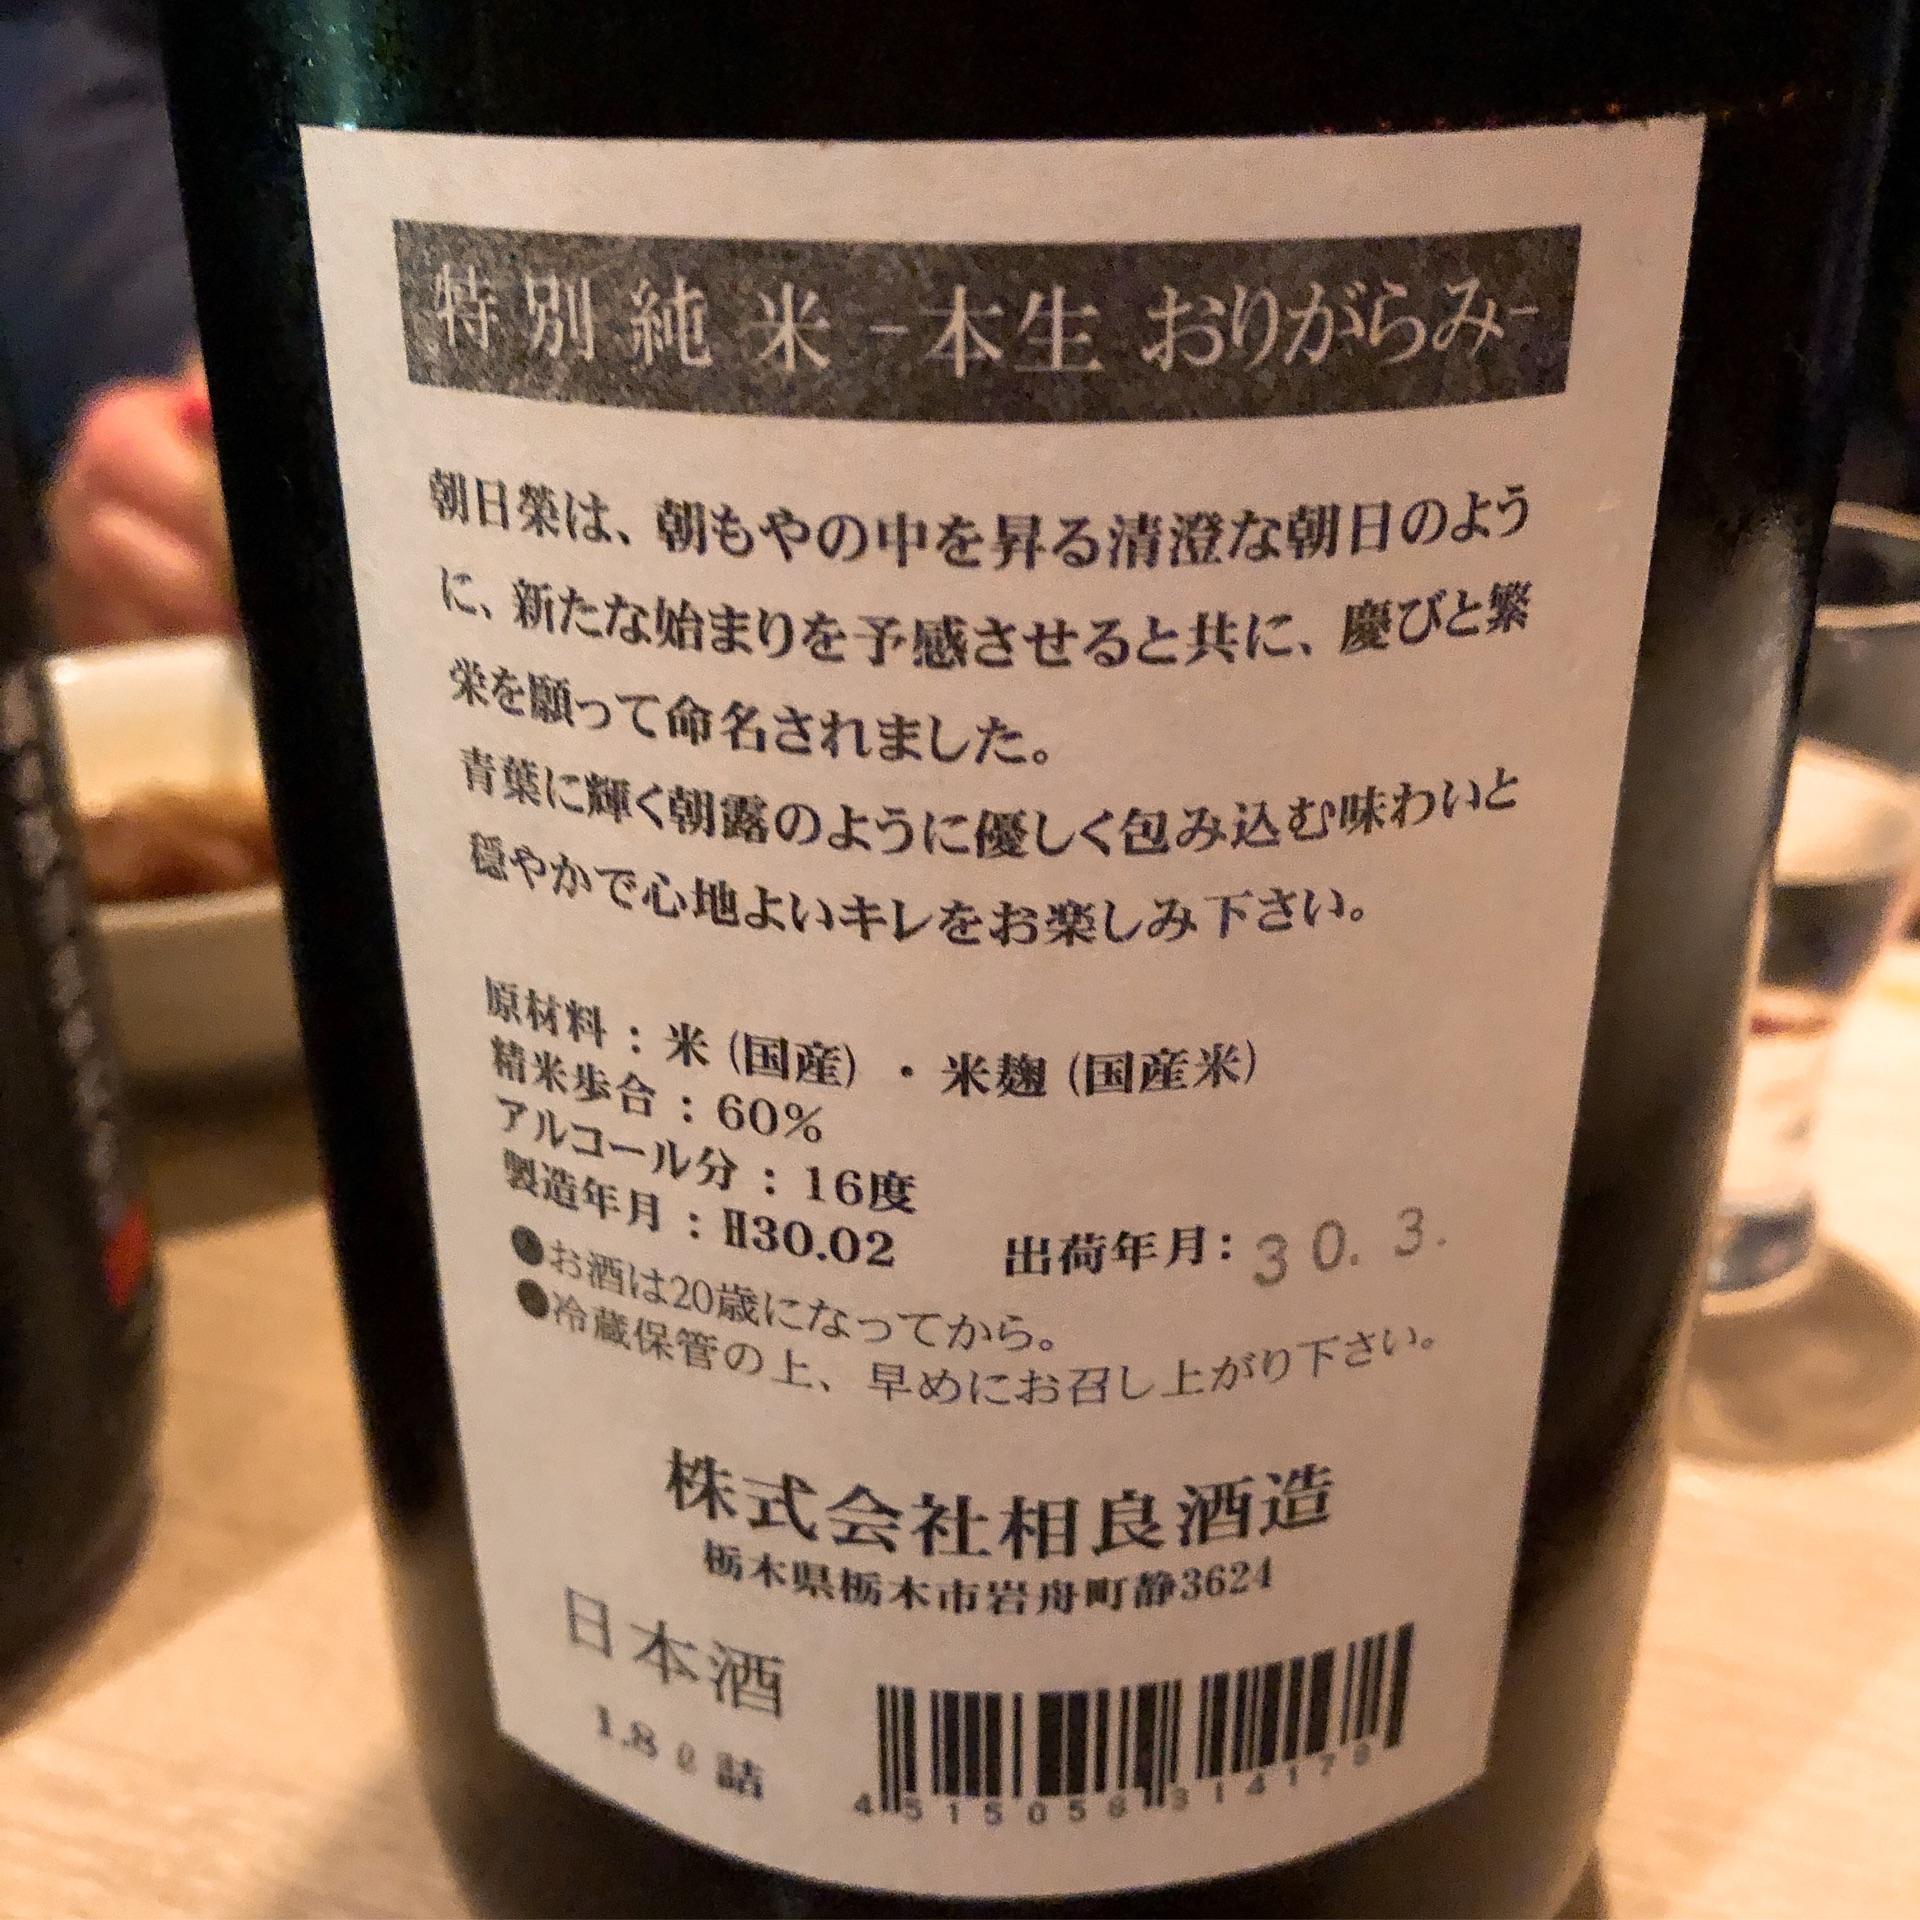 特別純米 -本生 おりがらみ-
朝日榮は、朝もやの中を昇る清澄な朝日のよう
に、新たな始まりを予感させると共に、慶びと繁
栄を願って命名されました。
青葉に輝く朝露のように優しく包み込む味わいと
穏やかで心地よいキレをお楽しみ下さい。
原材料：米 (国産) ・ 米麹 (国産米)
精米歩合：60%
アルコール分：16度
製造年月：H30.02 出荷年月：30. 3.
●お酒は20歳になってから。
●冷蔵保管の上、早めにお召し上がり下さい。
株式会社相良酒造
栃木県栃木市岩舟町静3624
日本酒
1.8ℓ詰